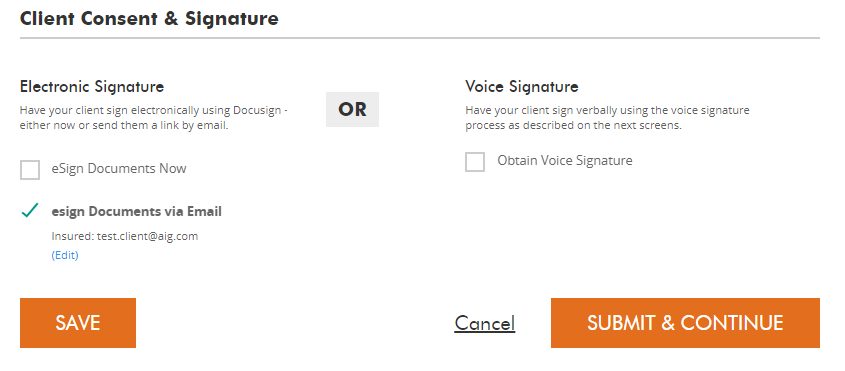 Client Consent & Signature
Electronic Signature
Have your client sign electronically using Docusign -
either now or send them a link by email.
eSign Documents Now
esign Documents via Email
Insured: test.client@aig.com
(Edit)
OR
Voice Signature
Have your client sign verbally using the voice signature
process as described on the next screens.
Obtain Voice Signature
SAVE
Cancel
SUBMIT & CONTINUE